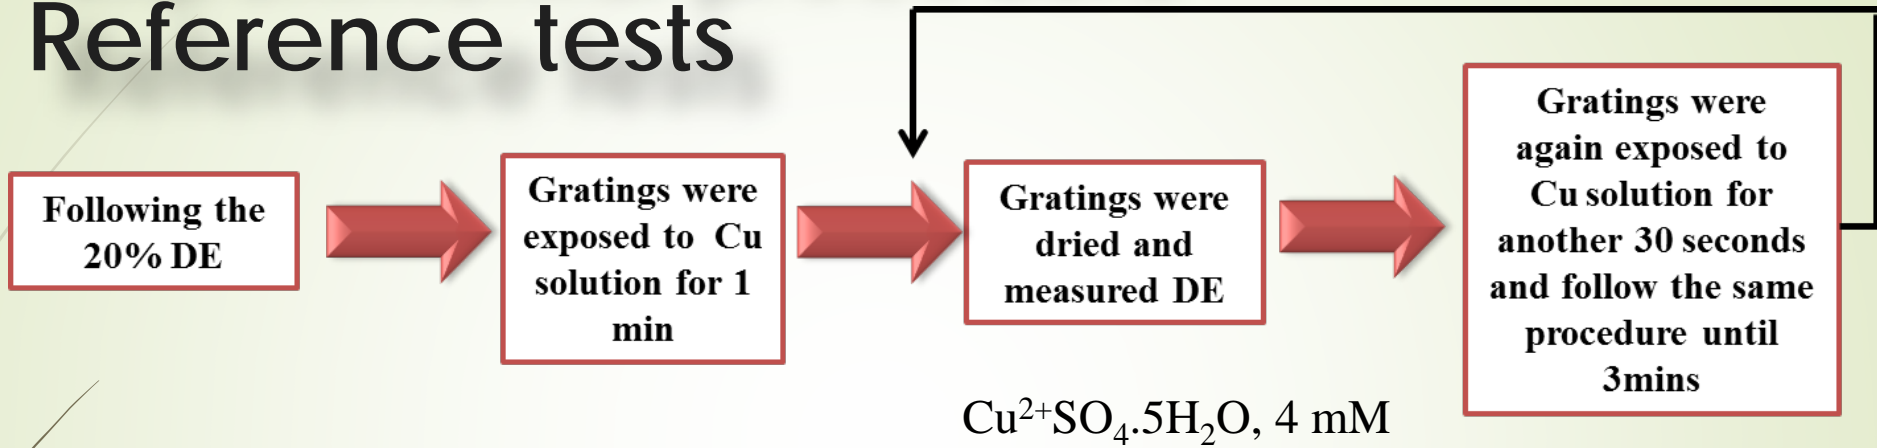 Reference tests
Following the
20% DE
Gratings were
exposed to Cu
solution for 1
min
Gratings were
dried and
measured DE
Gratings were
again exposed to
Cu solution for
another 30 seconds
and follow the same
procedure until
3mins
Cu²⁺SO₄.5H₂O, 4 mM